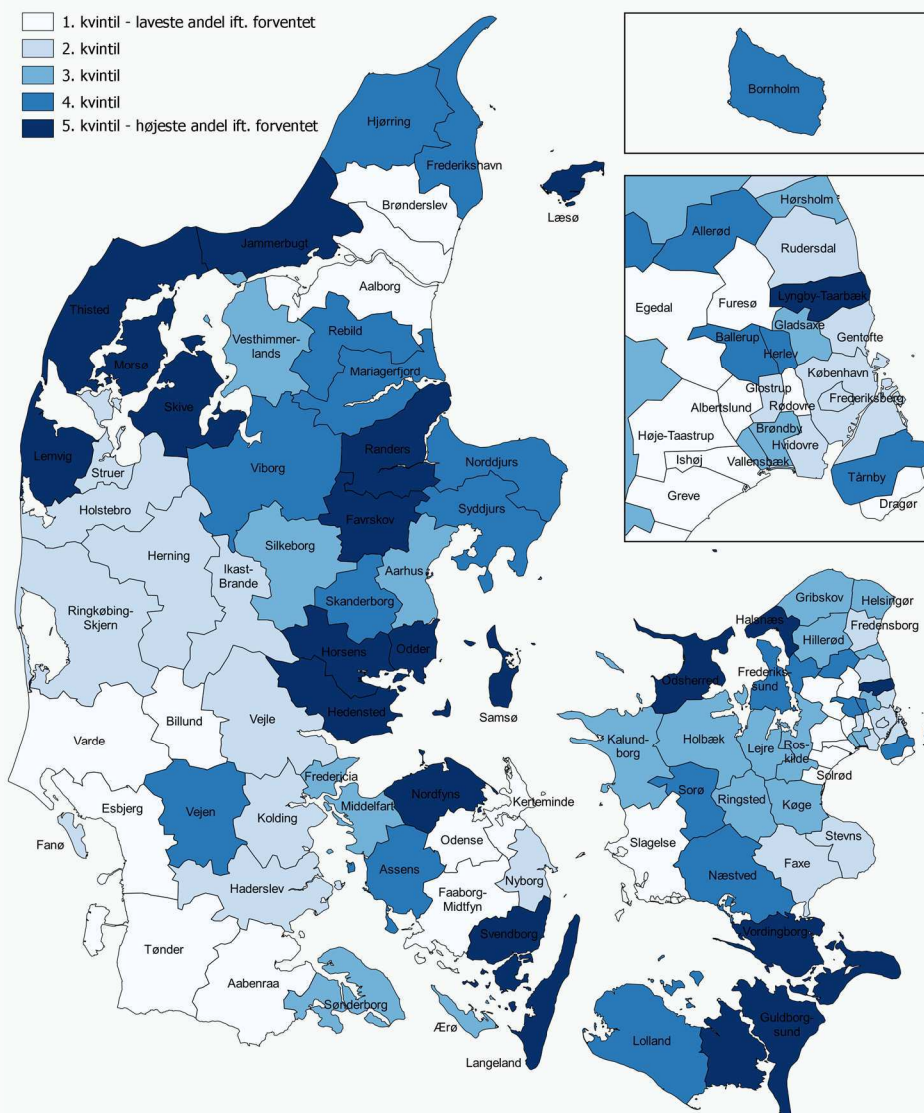 1. kvintil - laveste andel ift. forventet
2. kvintil
3. kvintil
4. kvintil
5. kvintil - højeste andel ift. forventet
Bornholm
Hjørring
Frederikshavn
Læsø
Brønderslev
Jammerbugt
Aalborg
Thisted
Vesthimmer-
lands
Rebild
Morsø
Mariagerfjord
Skive
Randers
Lemvig
Struer
Viborg
Norddjurs
Holstebro
Favrskov
Syddjurs
Silkeborg
Herning
Ikast-
Brande
Aarhus
Skanderborg
Ringkøbing-
Skjern
Horsens
Odder
Hedensted
Samsø
Billund
Vejle
Varde
Fredericia
Nordfyns
Middelfart
Kerteminde
Esbjerg
Vejen
Kolding
Odense
Fanø
Assens
Nyborg
Haderslev
Faaborg-
Midtfyn
Svendborg
Tønder
Aabenraa
Sønderborg
Ærø
Langeland
Hørsholm
Allerød
Rudersdal
Egedal
Furesø
Lyngby-Taarbæk
Gladsaxe
Ballerup
Gentofte
Herlev
København
Glostrup
Frederiksberg
Albertslund
Rødovre
Brøndby
Høje-Taastrup
Hvidovre
Ishøj
Vallensbæk
Tårnby
Greve
Dragør
Gribskov
Helsingør
Halsnæs
Fredensborg
Hillerød
Odsherred
Frederiks-
sund
Kalund-
borg
Holbæk
Lejre
Ros-
kilde
Solrød
Sorø
Ringsted
Køge
Slagelse
Stevns
Faxe
Næstved
Vordingborg
Guldborg-
sund
Lolland